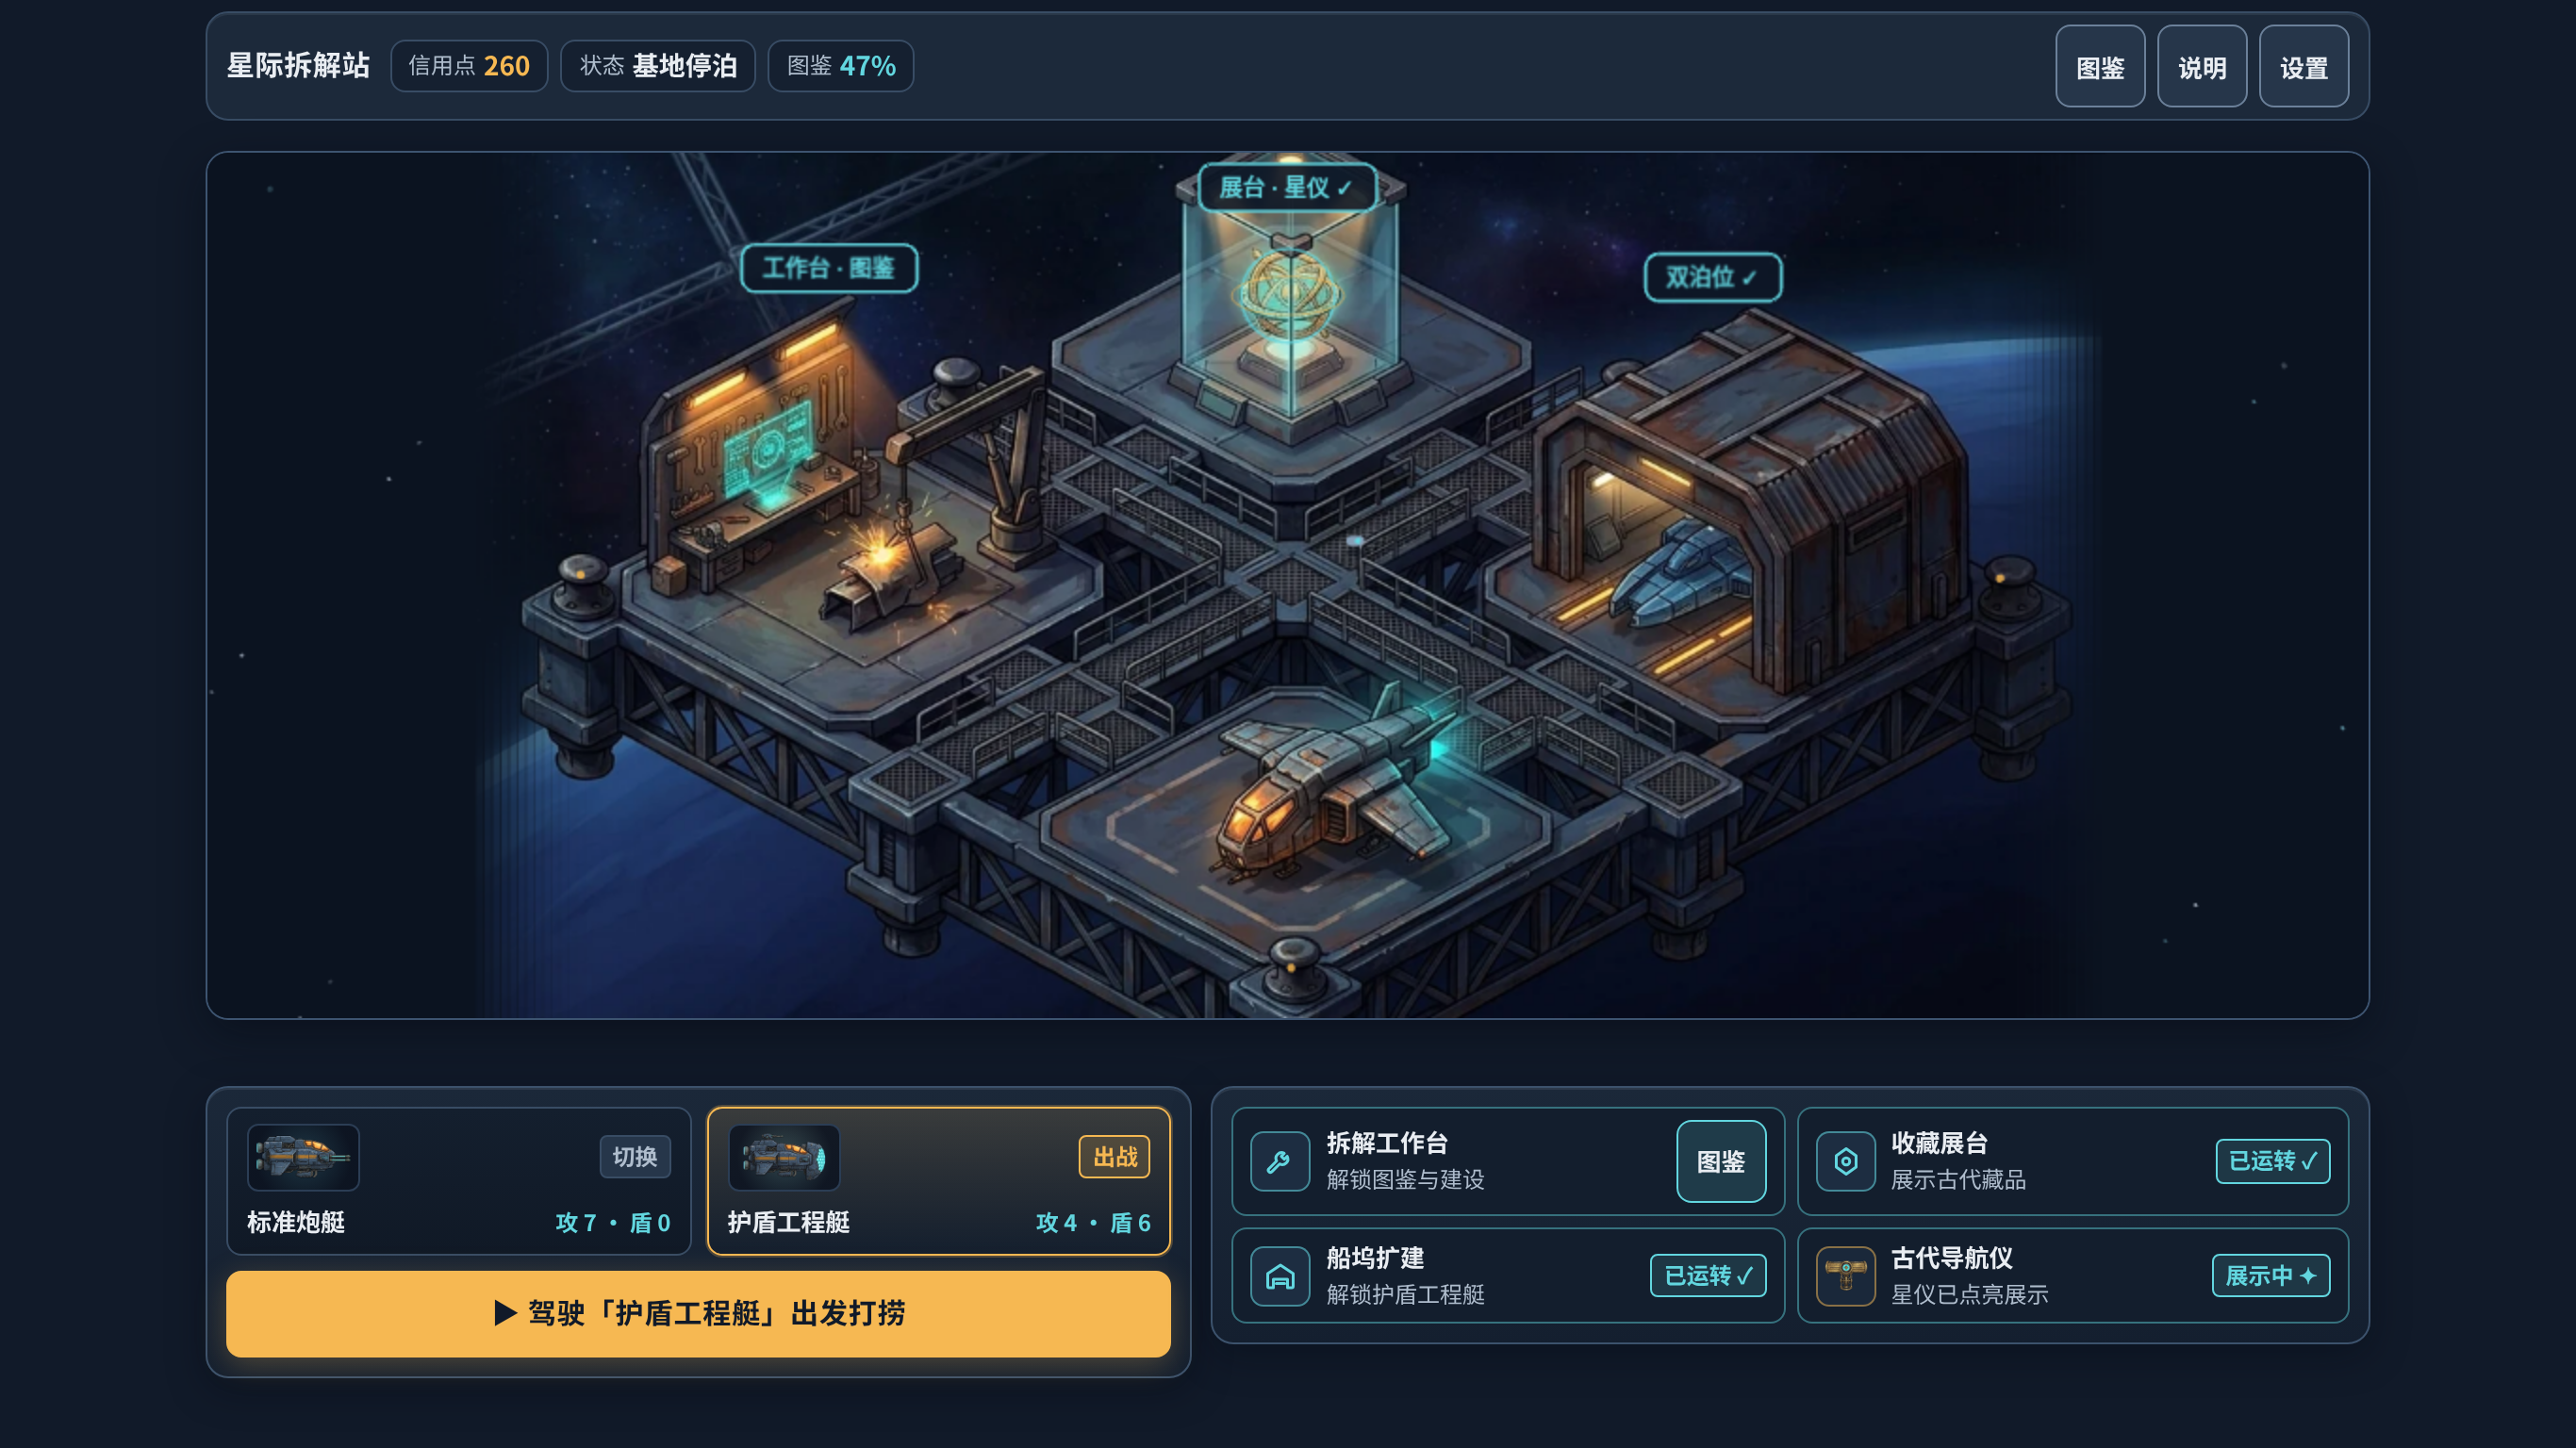 星际拆解站
信用点 260
状态 基地停泊
图鉴 47%
图鉴
说明
设置
展台 · 星仪 ✓
工作台 · 图鉴
双泊位 ✓
切换
标准炮艇
攻 7 · 盾 0
出战
护盾工程艇
攻 4 · 盾 6
▶ 驾驶「护盾工程艇」出发打捞
拆解工作台
解锁图鉴与建设
图鉴
收藏展台
展示古代藏品
已运转 ✓
船坞扩建
解锁护盾工程艇
已运转 ✓
古代导航仪
星仪已点亮展示
展示中 ✦